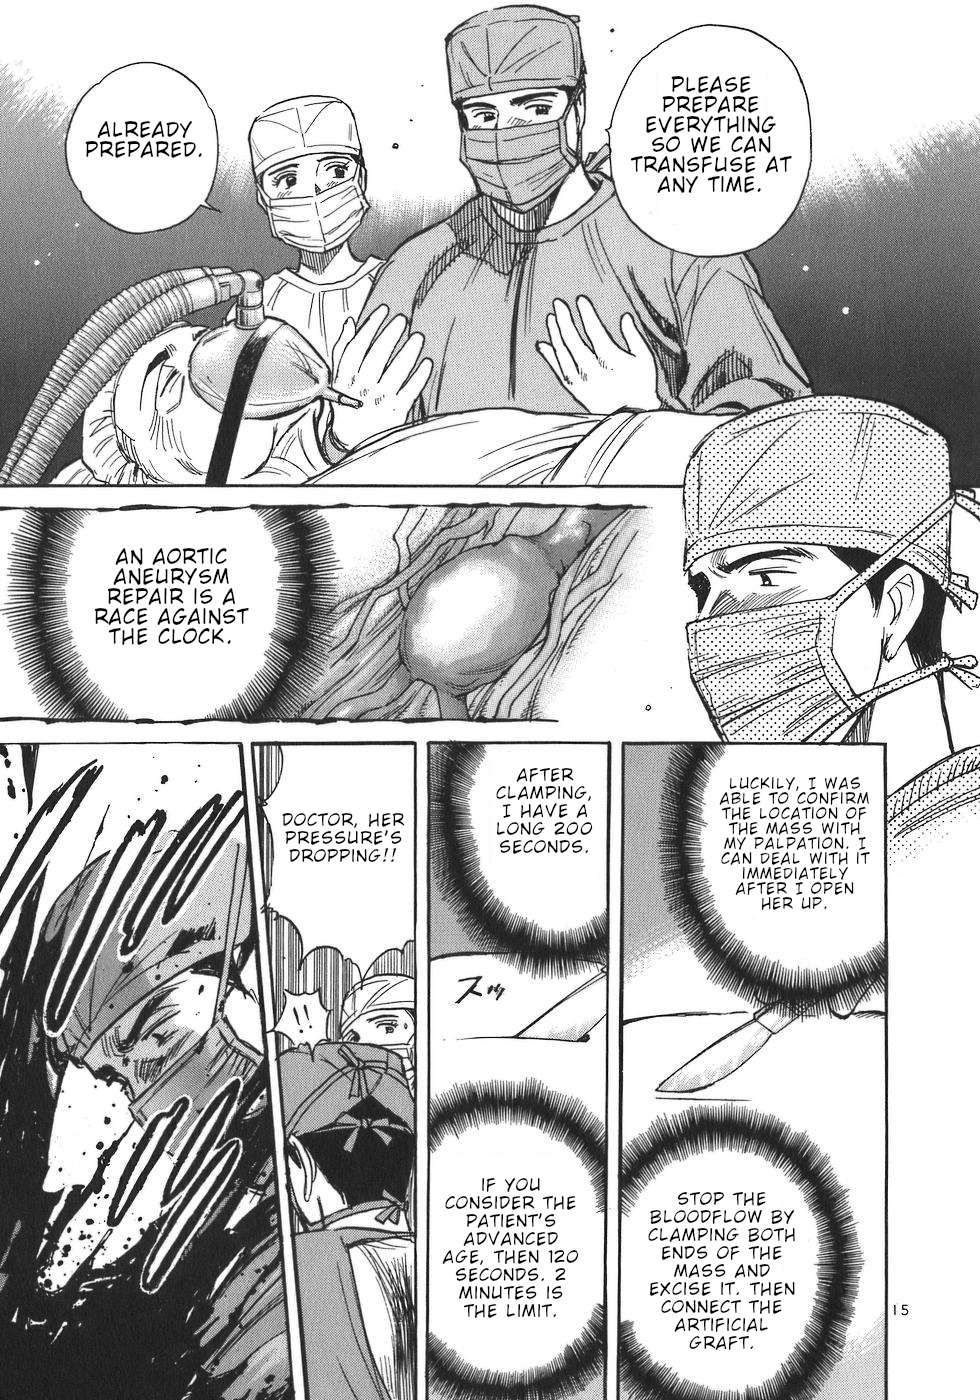 PLEASE
PREPARE
EVERYTHING
SO WE CAN
TRANSFUSE AT
ANY TIME.
ALREADY
PREPARED.
AN AORTIC
ANEURYSM
REPAIR IS A
RACE AGAINST
THE CLOCK.
LUCKILY, I WAS
ABLE TO CONFIRM
THE LOCATION OF
THE MASS WITH
MY PALPATION. I
CAN DEAL WITH IT
IMMEDIATELY
AFTER I OPEN
HER UP.
STOP THE
BLOODFLOW BY
CLAMPING BOTH
ENDS OF THE
MASS AND
EXCISE IT. THEN
CONNECT THE
ARTIFICIAL
GRAFT.
AFTER
CLAMPING,
I HAVE A
LONG 200
SECONDS.
スッ
IF YOU
CONSIDER THE
PATIENT'S
ADVANCED
AGE, THEN 120
SECONDS. 2
MINUTES IS
THE LIMIT.
DOCTOR, HER
PRESSURE'S
DROPPING!!
!!
15